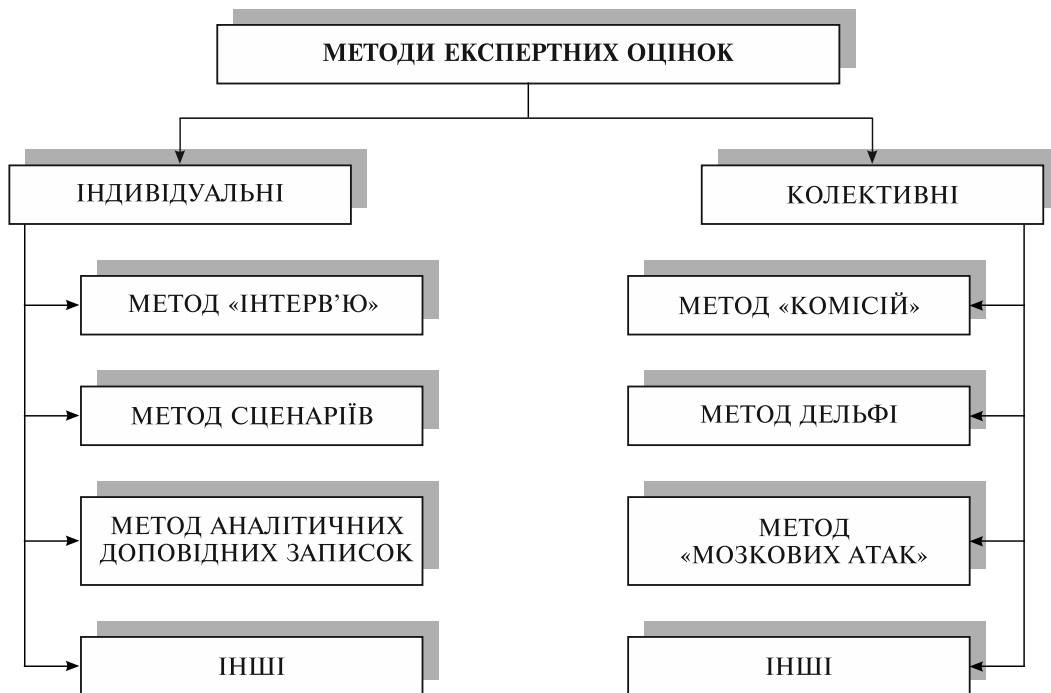 МЕТОДИ ЕКСПЕРТНИХ ОЦІНОК
ІНДИВІДУАЛЬНІ
МЕТОД «ІНТЕРВ’Ю»
МЕТОД СЦЕНАРІЇВ
МЕТОД АНАЛІТИЧНИХ
ДОПОВІДНИХ ЗАПИСОК
ІНШІ
КОЛЕКТИВНІ
МЕТОД «КОМІСІЙ»
МЕТОД ДЕЛЬФІ
МЕТОД
«МОЗКОВИХ АТАК»
ІНШІ